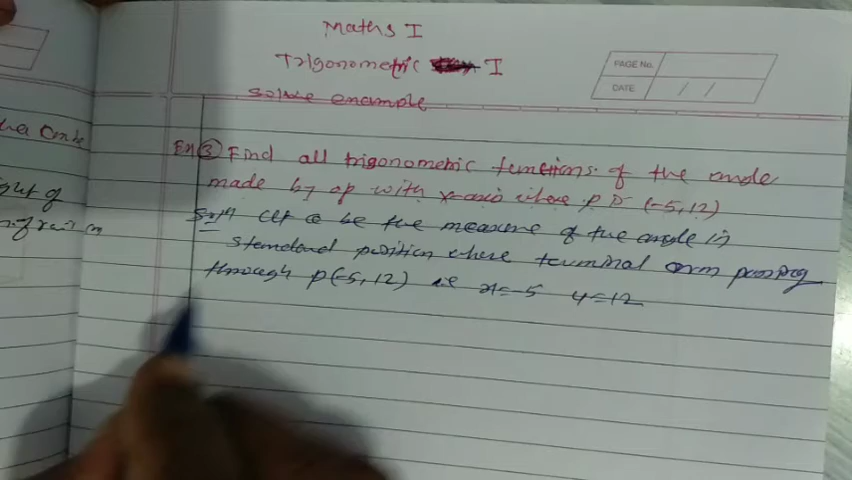 Maths I
Trigonometric I
solve example
PAGE No.
DATE / /
Ex ③ Find all trigonometric functions of the angle
made by op with x-axis where p is (-5,12)
Soln let θ be the measure of the angle in
standard position where terminal arm passing
through p(-5,12) ie x=-5 y=12